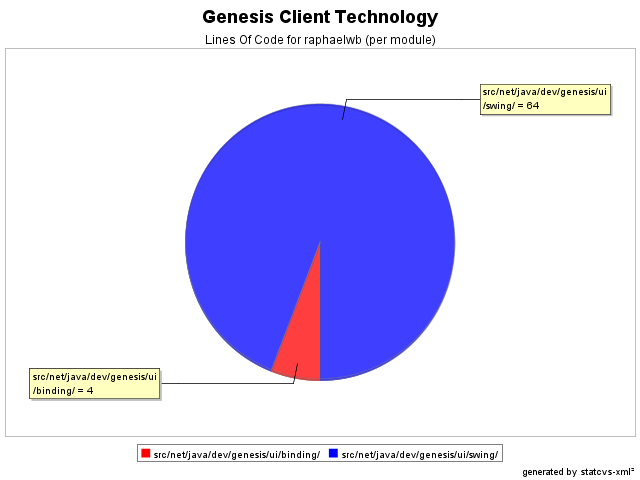 Genesis Client Technology
Lines Of Code for raphaelwb (per module)
src/net/java/dev/genesis/ui
/swing/ = 64
src/net/java/dev/genesis/ui
/binding/ = 4
src/net/java/dev/genesis/ui/binding/ src/net/java/dev/genesis/ui/swing/
generated by statcvs-xml²